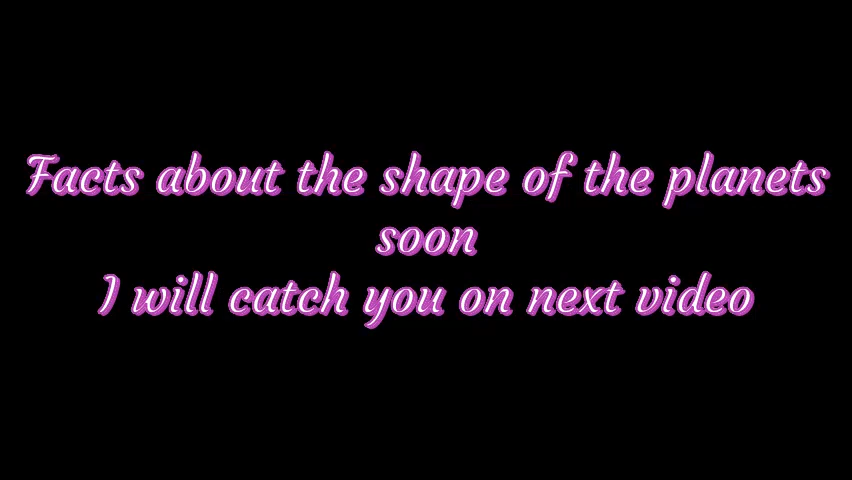 Facts about the shape of the planets
soon
I will catch you on next video